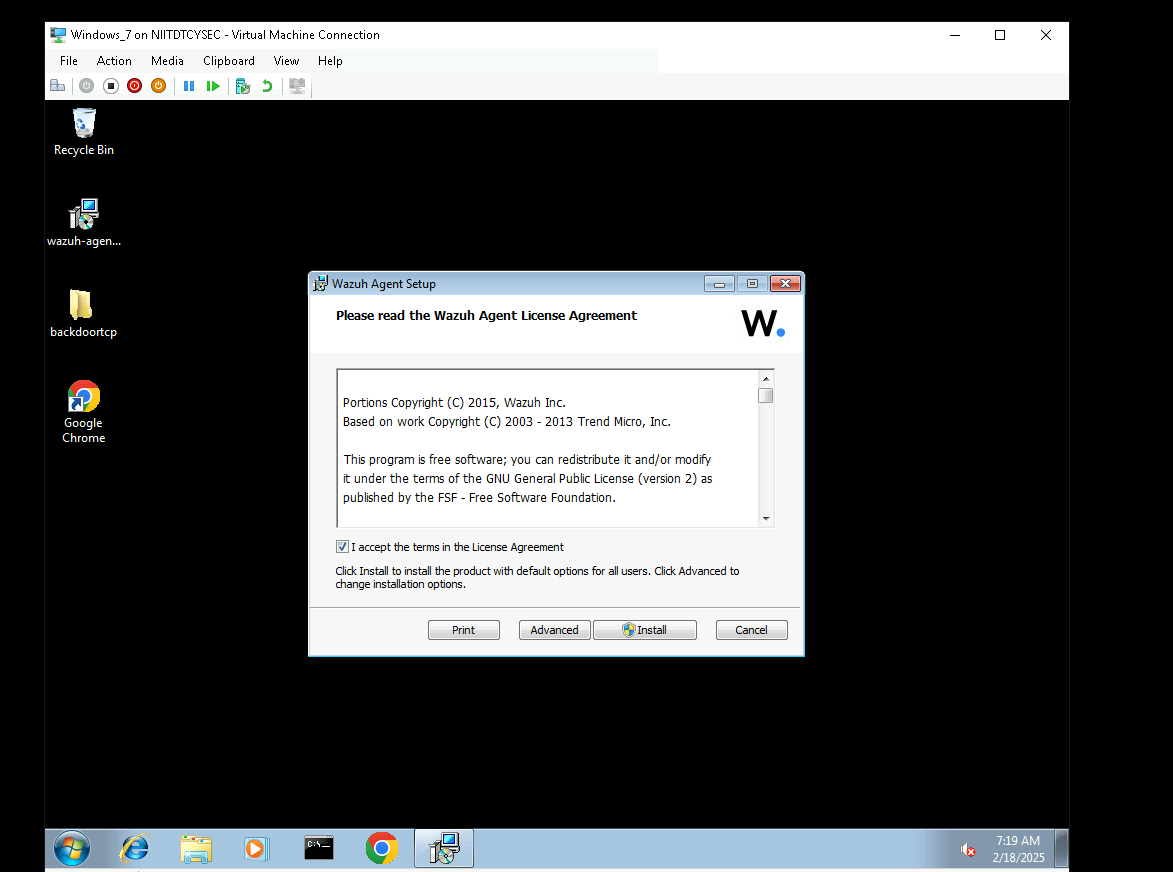 Windows_7 on NIITDTCYSEC - Virtual Machine Connection
File Action Media Clipboard View Help
Recycle Bin
wazuh-agen...
backdoortcp
Google
Chrome
Wazuh Agent Setup
Please read the Wazuh Agent License Agreement
W.
Portions Copyright (C) 2015, Wazuh Inc.
Based on work Copyright (C) 2003 - 2013 Trend Micro, Inc.
This program is free software; you can redistribute it and/or modify
it under the terms of the GNU General Public License (version 2) as
published by the FSF - Free Software Foundation.
I accept the terms in the License Agreement
Click Install to install the product with default options for all users. Click Advanced to
change installation options.
Print Advanced Install Cancel
C:\_
7:19 AM
2/18/2025